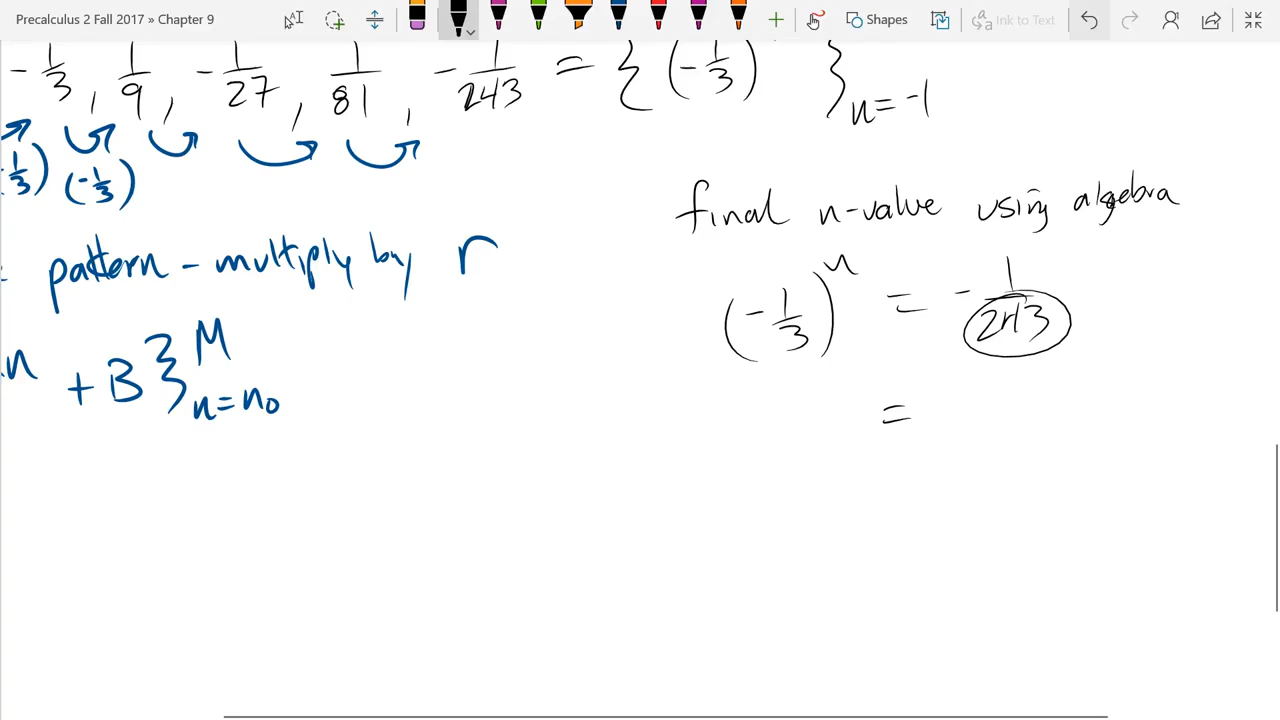 Precalculus 2 Fall 2017 » Chapter 9
Shapes
Ink to Text
- 1/3, 1/9, - 1/27, 1/81, - 1/243 = { (-1/3) } n=-1
1/3) (-1/3)
pattern - multiply by r
n + B } M n=n0
final n-value using algebra
(-1/3)^n = - 1/243
=